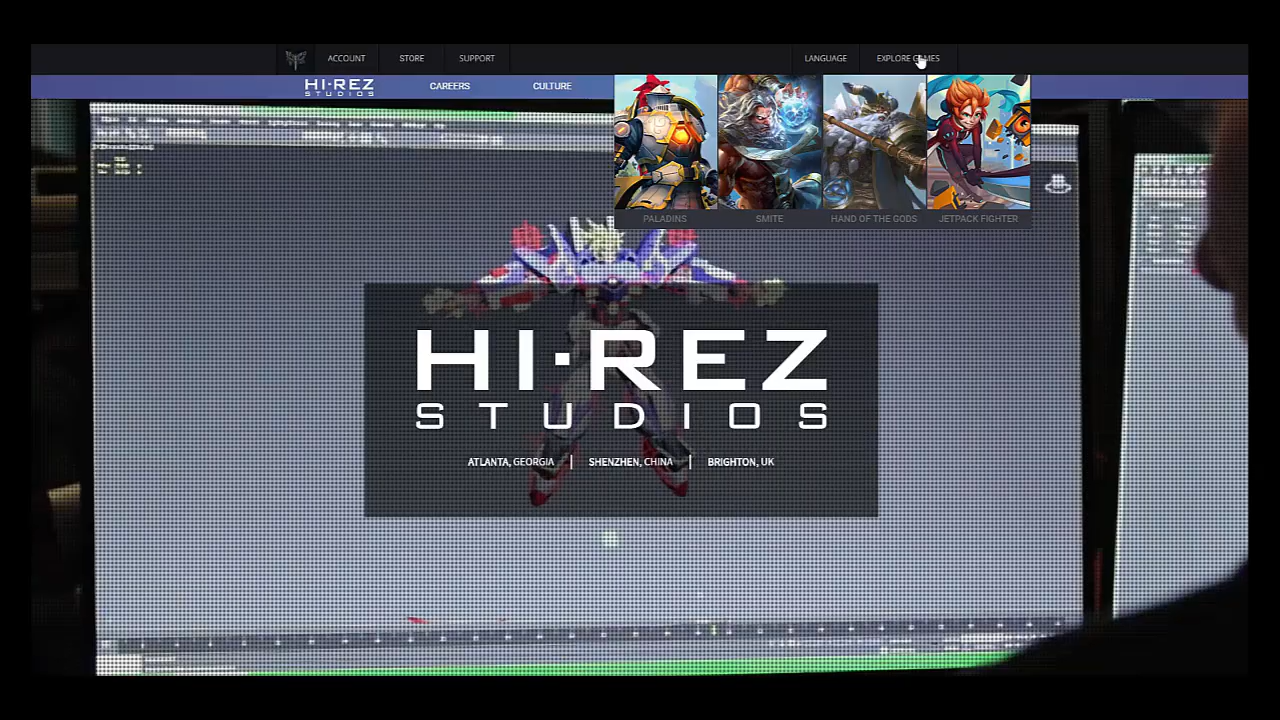 ACCOUNT STORE SUPPORT LANGUAGE EXPLORE GAMES
HI-REZ STUDIOS CAREERS CULTURE
PALADINS SMITE HAND OF THE GODS JETPACK FIGHTER
HI·REZ
STUDIOS
ATLANTA, GEORGIA | SHENZHEN, CHINA | BRIGHTON, UK